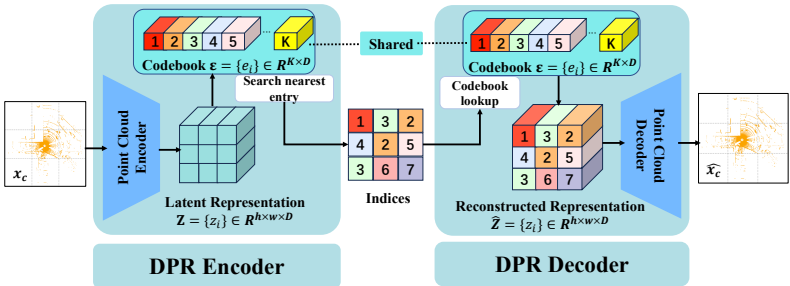 1 2 3 4 5 ... K
Codebook ε = {e_i} ∈ R^{K×D}
Shared
1 2 3 4 5 ... K
Codebook ε = {e_i} ∈ R^{K×D}
Search nearest
entry
Codebook
lookup
x_c
Point Cloud
Encoder
Latent Representation
Z = {z_i} ∈ R^{h×w×D}
1 3 2
4 2 5
3 6 7
Indices
1 3 2
4 2 5
3 6 7
Reconstructed Representation
Ẑ = {z_i} ∈ R^{h×w×D}
Point Cloud
Decoder
x̂_c
DPR Encoder
DPR Decoder